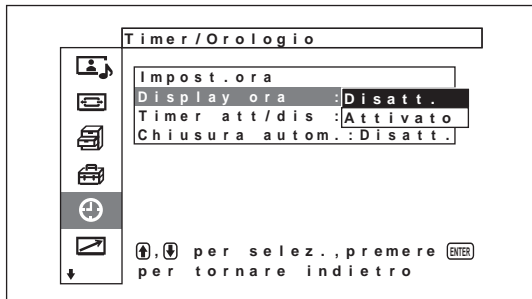 Timer/Orologio
Impost.ora
Display ora :Disatt.
Timer att/dis :Attivato
Chiusura autom.:Disatt.
, per selez.,premere ENTER
per tornare indietro